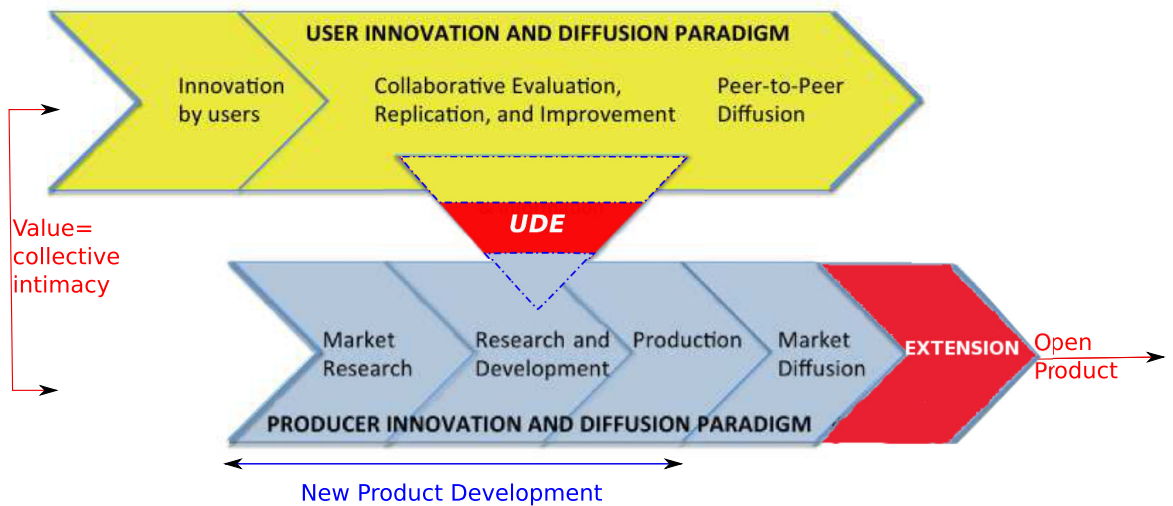 USER INNOVATION AND DIFFUSION PARADIGM
Innovation
by users
Collaborative Evaluation,
Replication, and Improvement
Peer-to-Peer
Diffusion
UDE
Value=
collective
intimacy
Market
Research
Research and
Development
Production
Market
Diffusion
EXTENSION
Open
Product
PRODUCER INNOVATION AND DIFFUSION PARADIGM
New Product Development